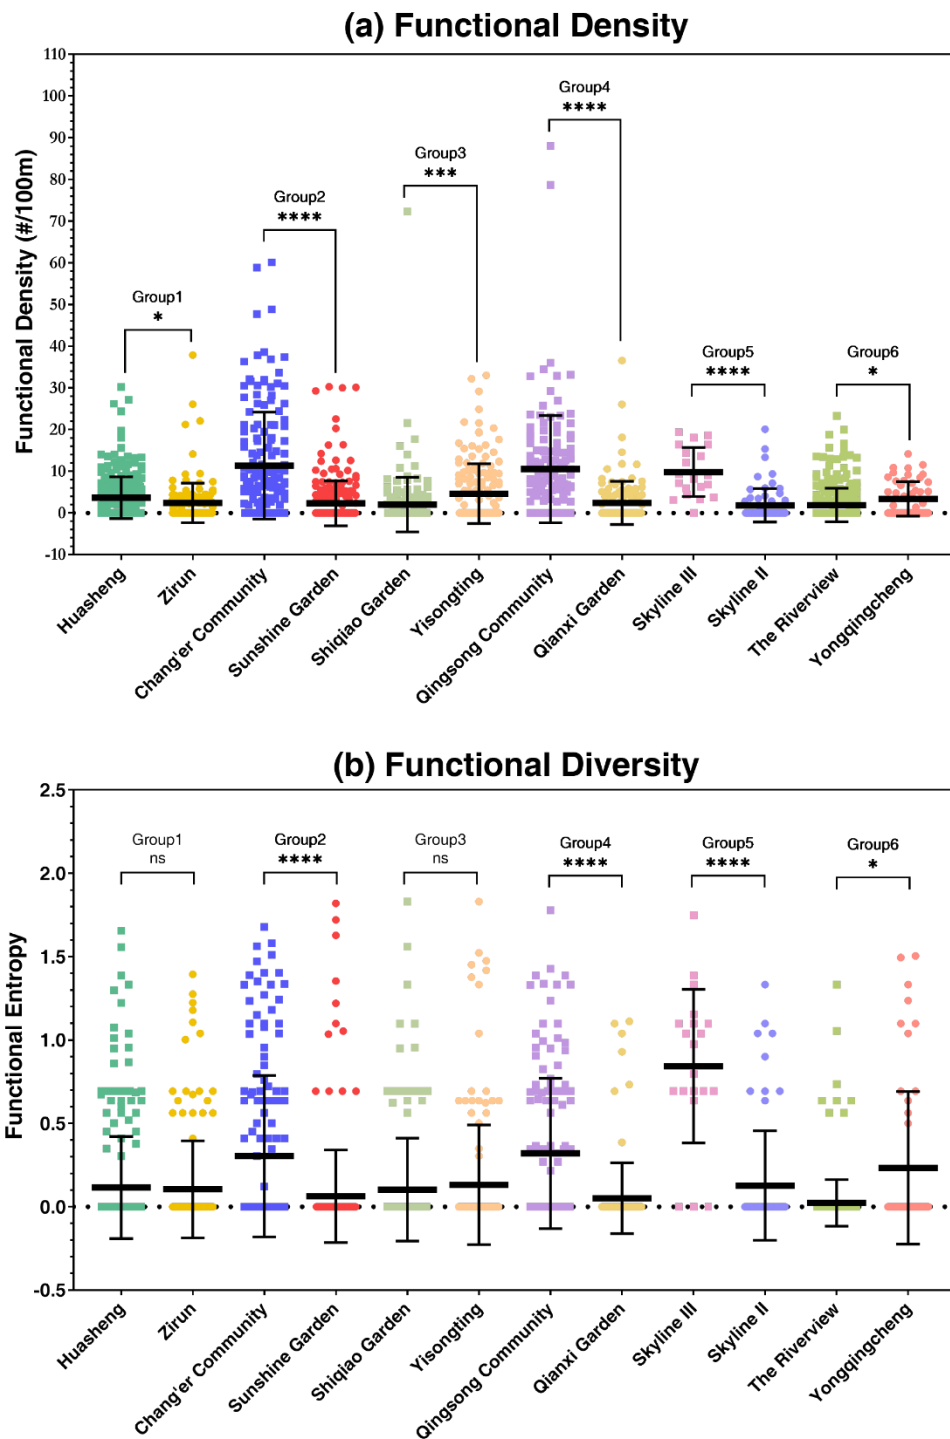 (a) Functional Density
Functional Density (#/100m)
110
100
90
80
70
60
50
40
30
20
10
0
-10
Group1
*
Group2
****
Group3
***
Group4
****
Group5
****
Group6
*
Huasheng
Zirun
Chang'er Community
Sunshine Garden
Shiqiao Garden
Yisongting
Qingsong Community
Qianxi Garden
Skyline III
Skyline II
The Riverview
Yongqingcheng
(b) Functional Diversity
Functional Entropy
2.5
2.0
1.5
1.0
0.5
0.0
-0.5
Group1
ns
Group2
****
Group3
ns
Group4
****
Group5
****
Group6
*
Huasheng
Zirun
Chang'er Community
Sunshine Garden
Shiqiao Garden
Yisongting
Qingsong Community
Qianxi Garden
Skyline III
Skyline II
The Riverview
Yongqingcheng